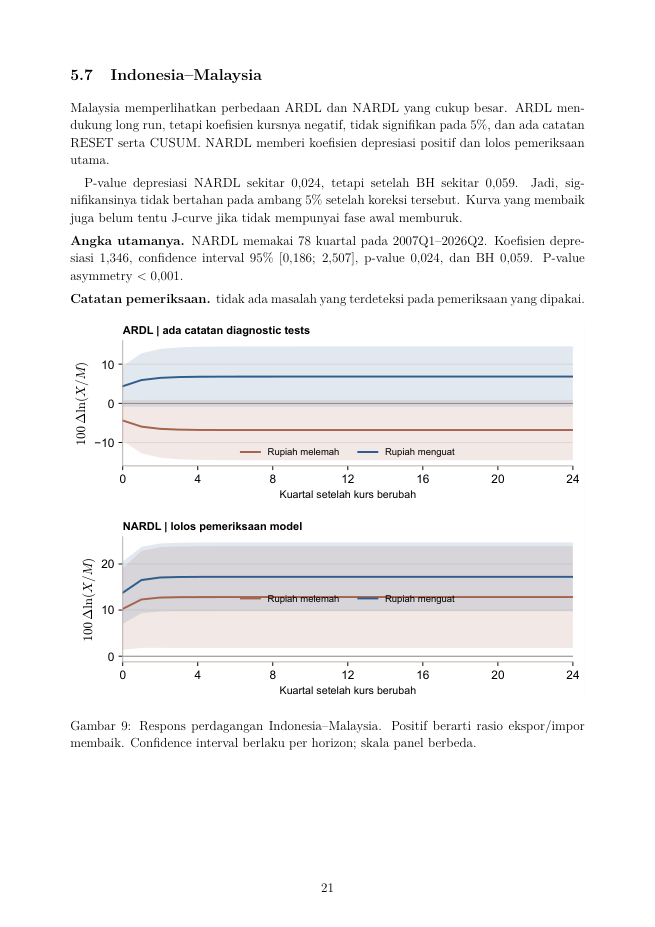 5.7 Indonesia–Malaysia
Malaysia memperlihatkan perbedaan ARDL dan NARDL yang cukup besar. ARDL men-
dukung long run, tetapi koefisien kursnya negatif, tidak signifikan pada 5%, dan ada catatan
RESET serta CUSUM. NARDL memberi koefisien depresiasi positif dan lolos pemeriksaan
utama.
P-value depresiasi NARDL sekitar 0,024, tetapi setelah BH sekitar 0,059. Jadi, sig-
nifikansinya tidak bertahan pada ambang 5% setelah koreksi tersebut. Kurva yang membaik
juga belum tentu J-curve jika tidak mempunyai fase awal memburuk.
Angka utamanya. NARDL memakai 78 kuartal pada 2007Q1–2026Q2. Koefisien depre-
siasi 1,346, confidence interval 95% [0,186; 2,507], p-value 0,024, dan BH 0,059. P-value
asymmetry < 0,001.
Catatan pemeriksaan. tidak ada masalah yang terdeteksi pada pemeriksaan yang dipakai.
ARDL | ada catatan diagnostic tests
100 Δ ln(X/M)
10
0
−10
Rupiah melemah Rupiah menguat
0 4 8 12 16 20 24
Kuartal setelah kurs berubah
NARDL | lolos pemeriksaan model
100 Δ ln(X/M)
20
10
0
Rupiah melemah Rupiah menguat
0 4 8 12 16 20 24
Kuartal setelah kurs berubah
Gambar 9: Respons perdagangan Indonesia–Malaysia. Positif berarti rasio ekspor/impor
membaik. Confidence interval berlaku per horizon; skala panel berbeda.
21